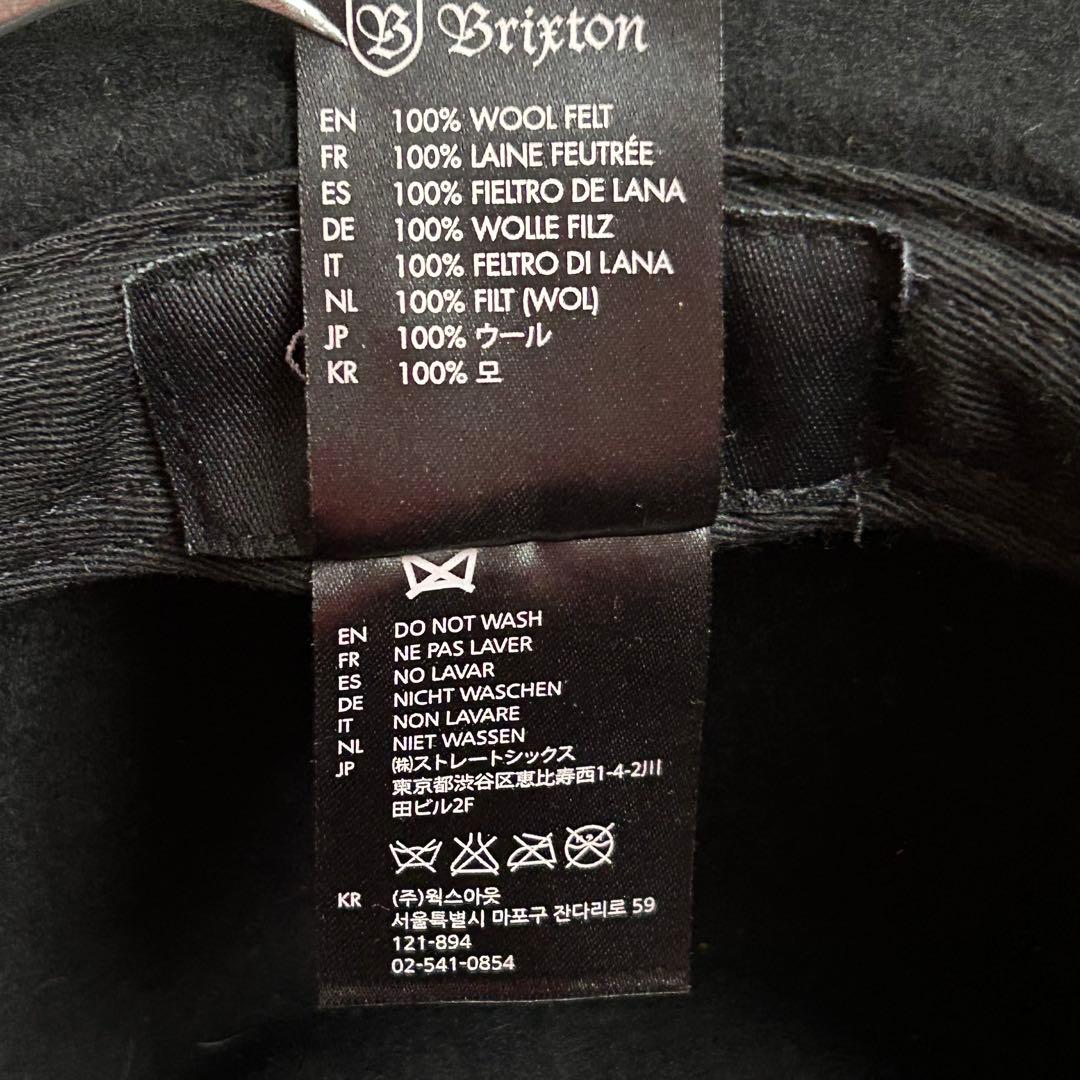 B Brixton
EN 100% WOOL FELT
FR 100% LAINE FEUTRÉE
ES 100% FIELTRO DE LANA
DE 100% WOLLE FILZ
IT 100% FELTRO DI LANA
NL 100% FILT (WOL)
JP 100% ウール
KR 100% 모
EN DO NOT WASH
FR NE PAS LAVER
ES NO LAVAR
DE NICHT WASCHEN
IT NON LAVARE
NL NIET WASSEN
JP ㈱ストレートシックス
東京都渋谷区恵比寿西1-4-2川
田ビル2F
KR (주)웍스아웃
서울특별시 마포구 잔다리로 59
121-894
02-541-0854